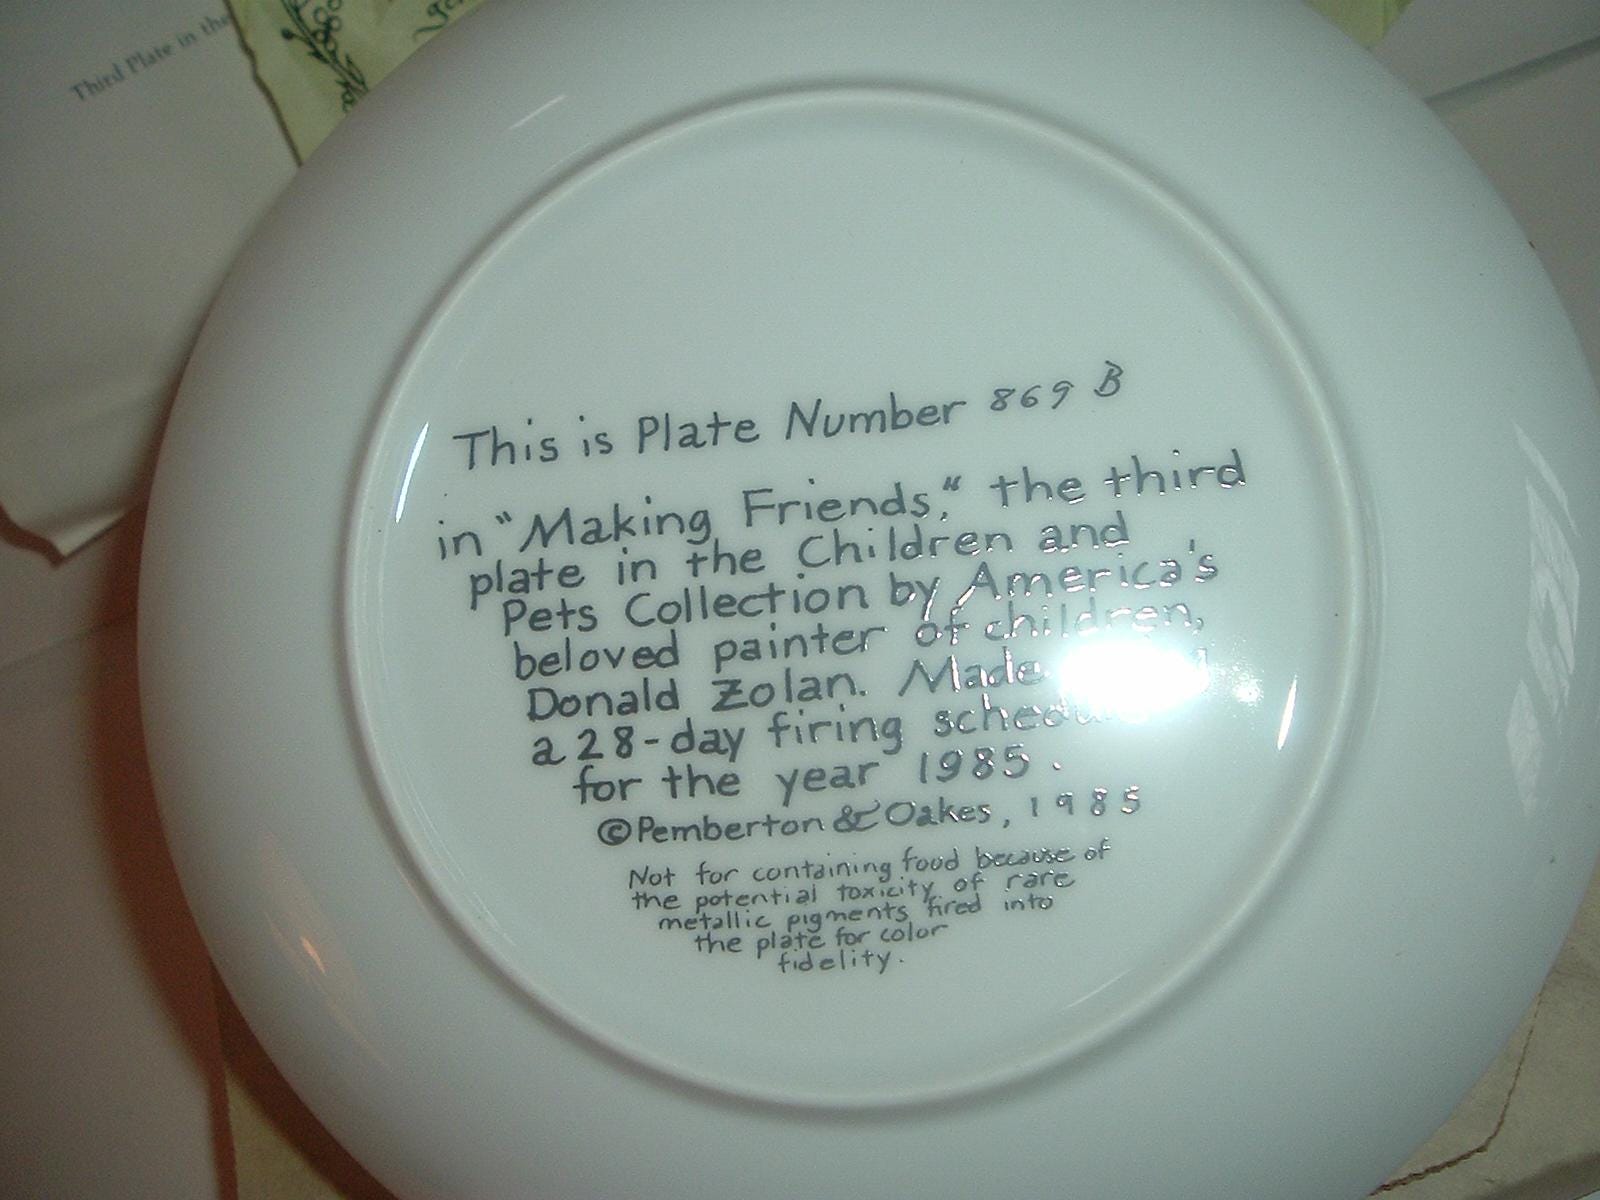 Third Plate in the
This is Plate Number 869 B
in "Making Friends," the third
plate in the Children and
Pets Collection by America's
beloved painter of children,
Donald Zolan. Made
a 28-day firing schedule
for the year 1985.
© Pemberton & Oakes, 1985
Not for containing food because of
the potential toxicity of rare
metallic pigments fired into
the plate for color
fidelity.